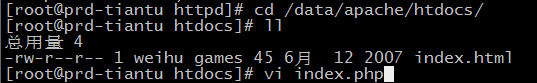 [root@prd-tiantu httpd]# cd /data/apache/htdocs/
[root@prd-tiantu htdocs]# ll
总用量 4
-rw-r--r-- 1 weihu games 45 6月  12 2007 index.html
[root@prd-tiantu htdocs]# vi index.php